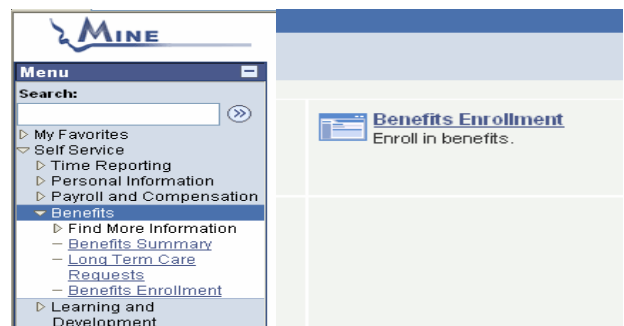 MINE
Menu
Search:
My Favorites
Self Service
Time Reporting
Personal Information
Payroll and Compensation
Benefits
Find More Information
– Benefits Summary
– Long Term Care
Requests
– Benefits Enrollment
Learning and
Development
Benefits Enrollment
Enroll in benefits.